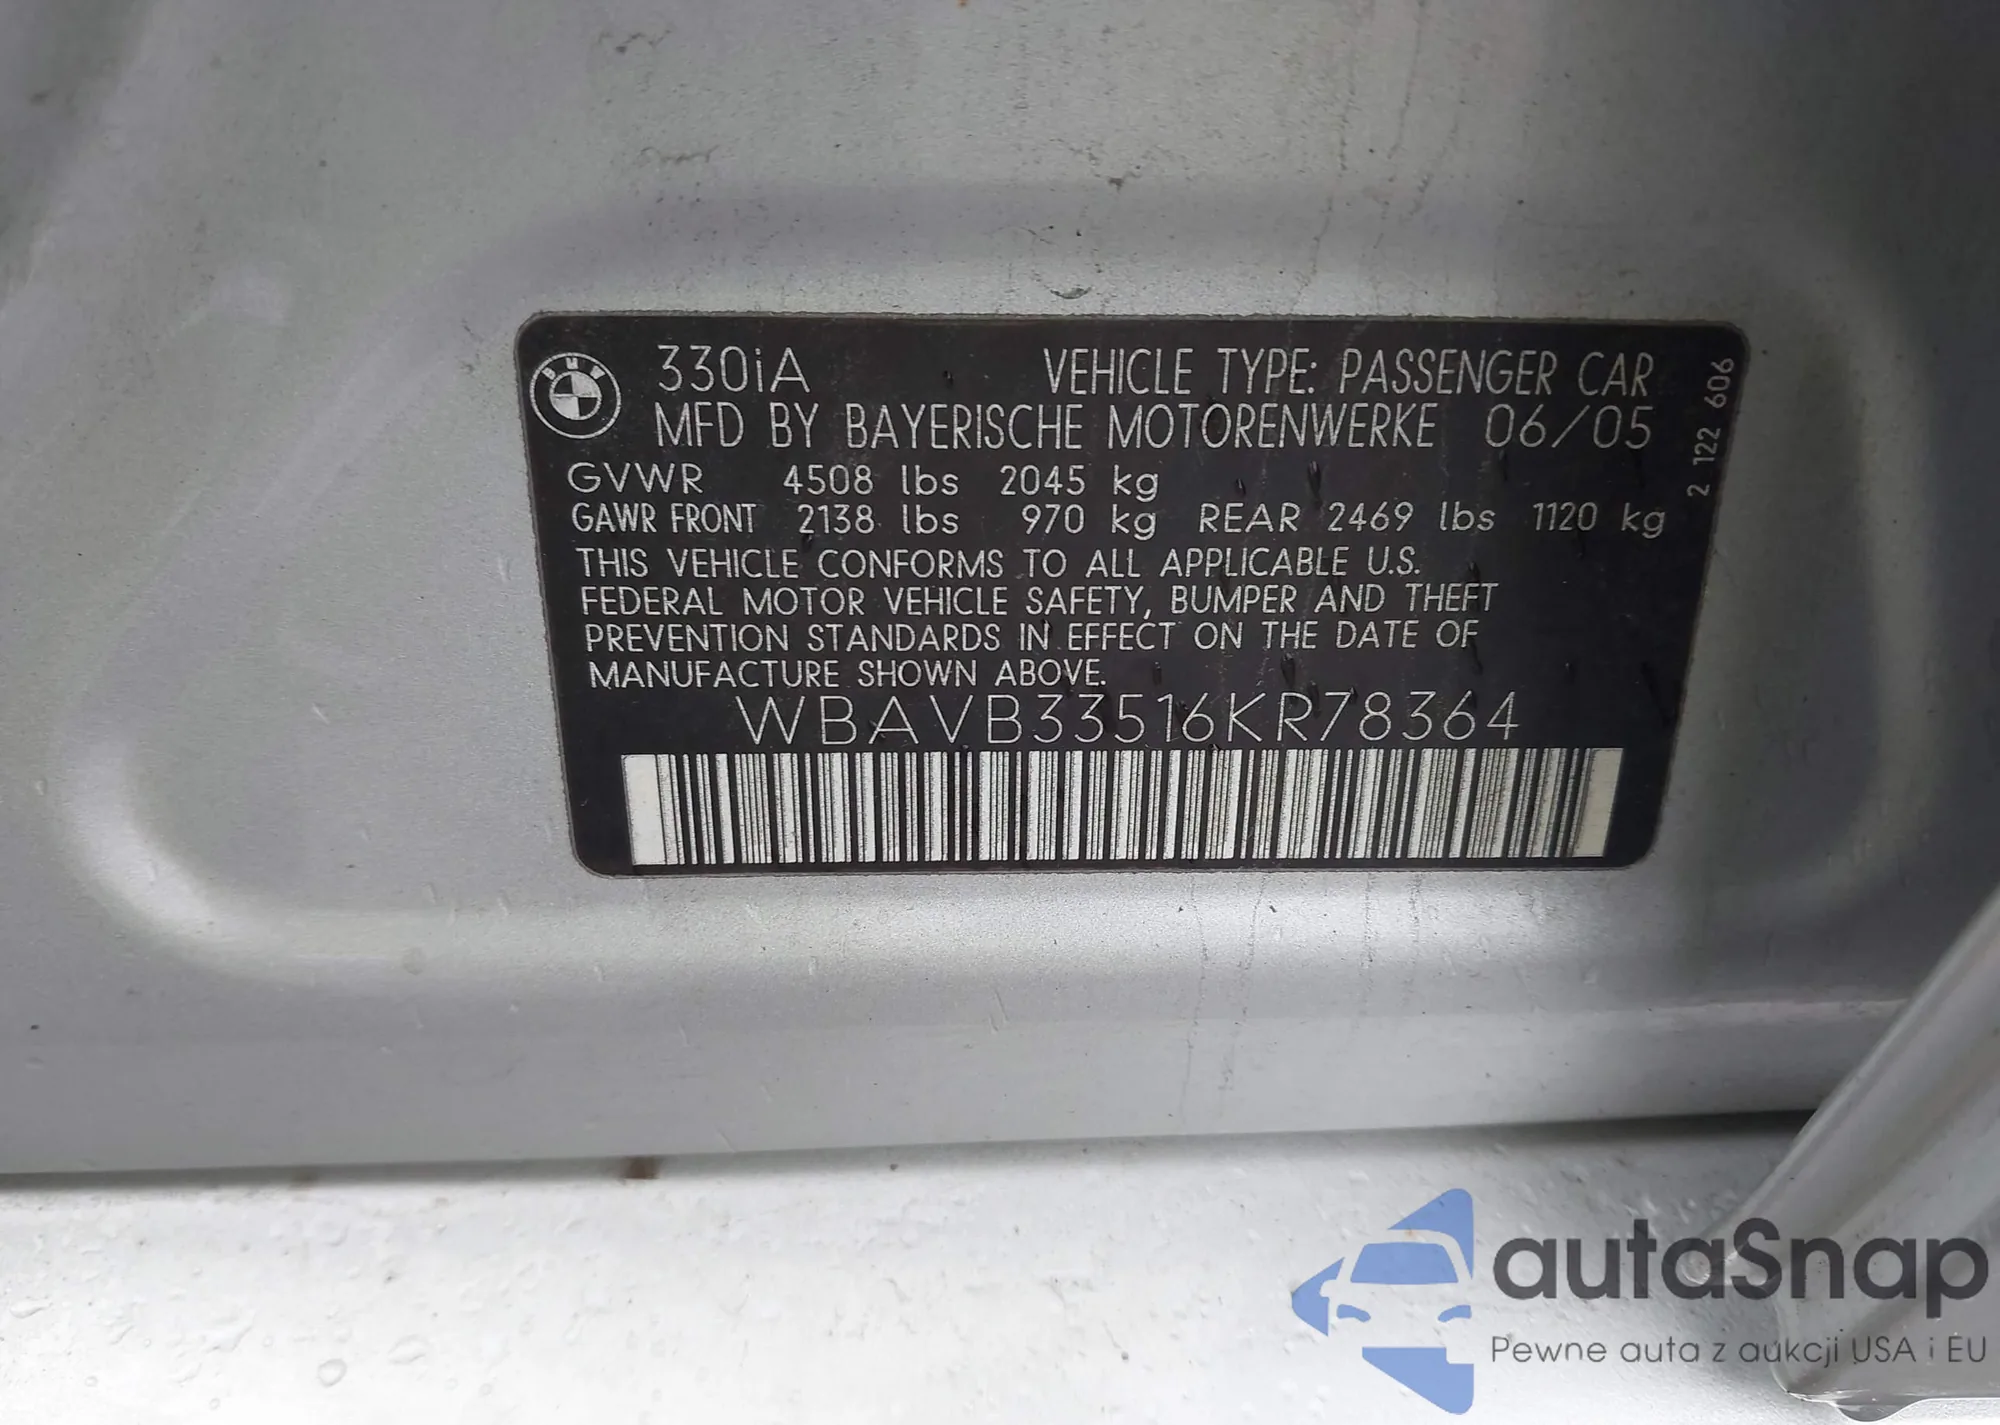 BMW
330iA VEHICLE TYPE: PASSENGER CAR
MFD BY BAYERISCHE MOTORENWERKE 06/05
GVWR 4508 lbs 2045 kg
GAWR FRONT 2138 lbs 970 kg REAR 2469 lbs 1120 kg
THIS VEHICLE CONFORMS TO ALL APPLICABLE U.S.
FEDERAL MOTOR VEHICLE SAFETY, BUMPER AND THEFT
PREVENTION STANDARDS IN EFFECT ON THE DATE OF
MANUFACTURE SHOWN ABOVE.
WBAVB33516KR78364
2 122 606
autaSnap
Pewne auta z aukcji USA i EU